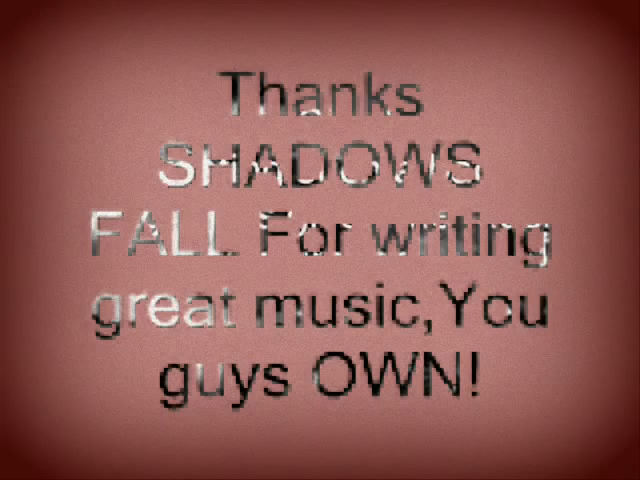 Thanks
SHADOWS
FALL For writing
great music,You
guys OWN!